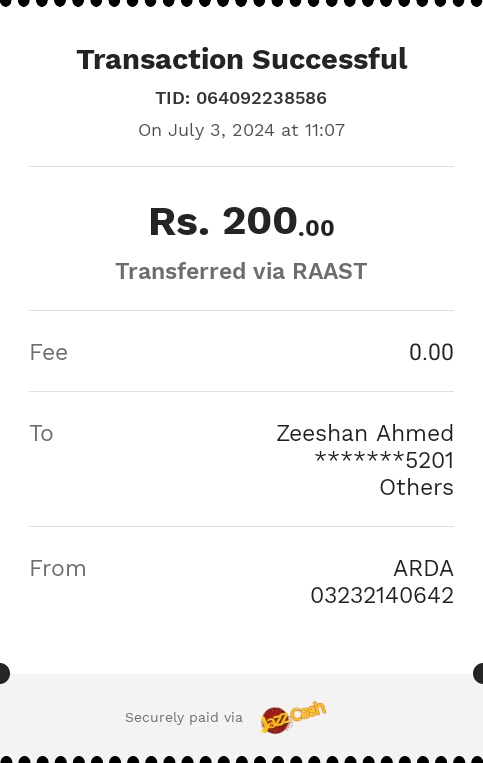 Transaction Successful
TID: 064092238586
On July 3, 2024 at 11:07
Rs. 200.00
Transferred via RAAST
Fee 0.00
To Zeeshan Ahmed
*******5201
Others
From ARDA
03232140642
Securely paid via JazzCash